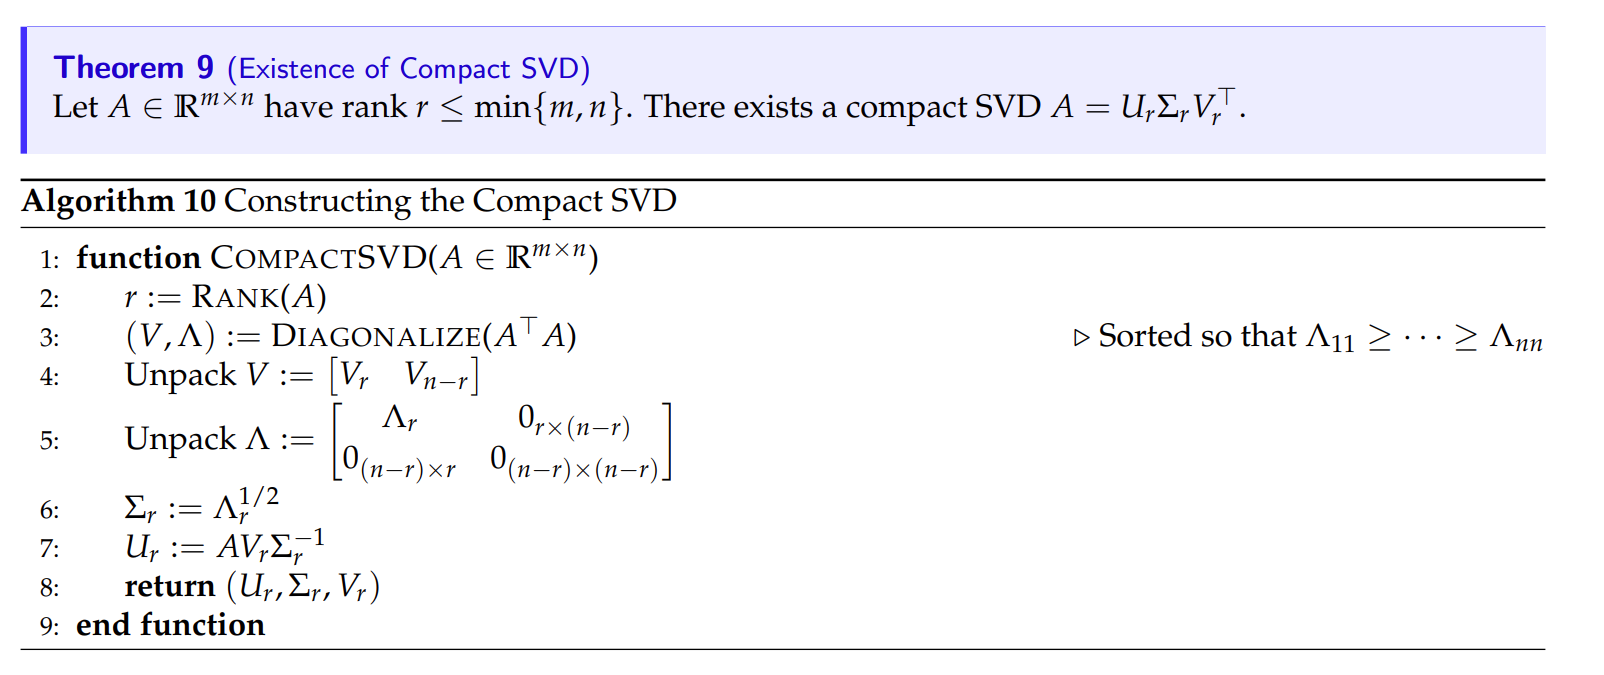 Theorem 9 (Existence of Compact SVD)
Let $A \in \mathbb{R}^{m \times n}$ have rank $r \leq \min\{m, n\}$. There exists a compact SVD $A = U_r \Sigma_r V_r^\top$.
Algorithm 10 Constructing the Compact SVD
1: function COMPACTSVD($A \in \mathbb{R}^{m \times n}$)
2: $r := \text{RANK}(A)$
3: $(V, \Lambda) := \text{DIAGONALIZE}(A^\top A)$ ▷ Sorted so that $\Lambda_{11} \geq \cdots \geq \Lambda_{nn}$
4: Unpack $V := \begin{bmatrix} V_r & V_{n-r} \end{bmatrix}$
5: Unpack $\Lambda := \begin{bmatrix} \Lambda_r & 0_{r \times (n-r)} \\ 0_{(n-r) \times r} & 0_{(n-r) \times (n-r)} \end{bmatrix}$
6: $\Sigma_r := \Lambda_r^{1/2}$
7: $U_r := A V_r \Sigma_r^{-1}$
8: return $(U_r, \Sigma_r, V_r)$
9: end function